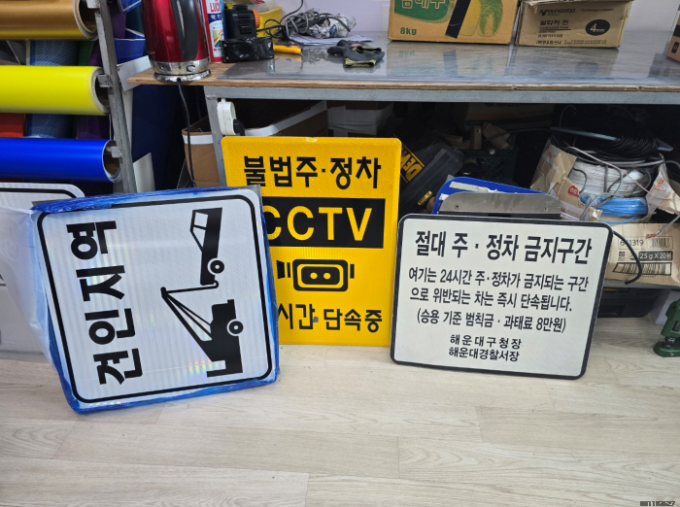 견인지역
불법주·정차
CCTV
시간 단속중
절대 주·정차 금지구간
여기는 24시간 주·정차가 금지되는 구간
으로 위반되는 차는 즉시 단속됩니다.
(승용 기준 범칙금·과태료 8만원)
해운대구청장
해운대경찰서장
8kg